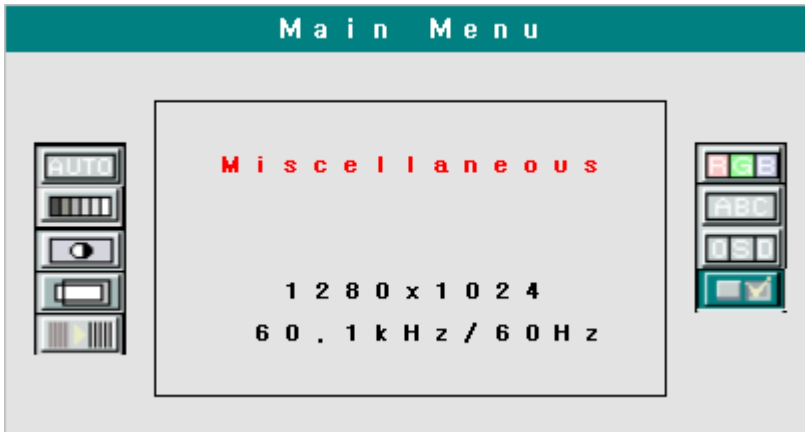 Main Menu
AUTO
Miscellaneous
1280x1024
60.1kHz/60Hz
RGB
ABC
OSD